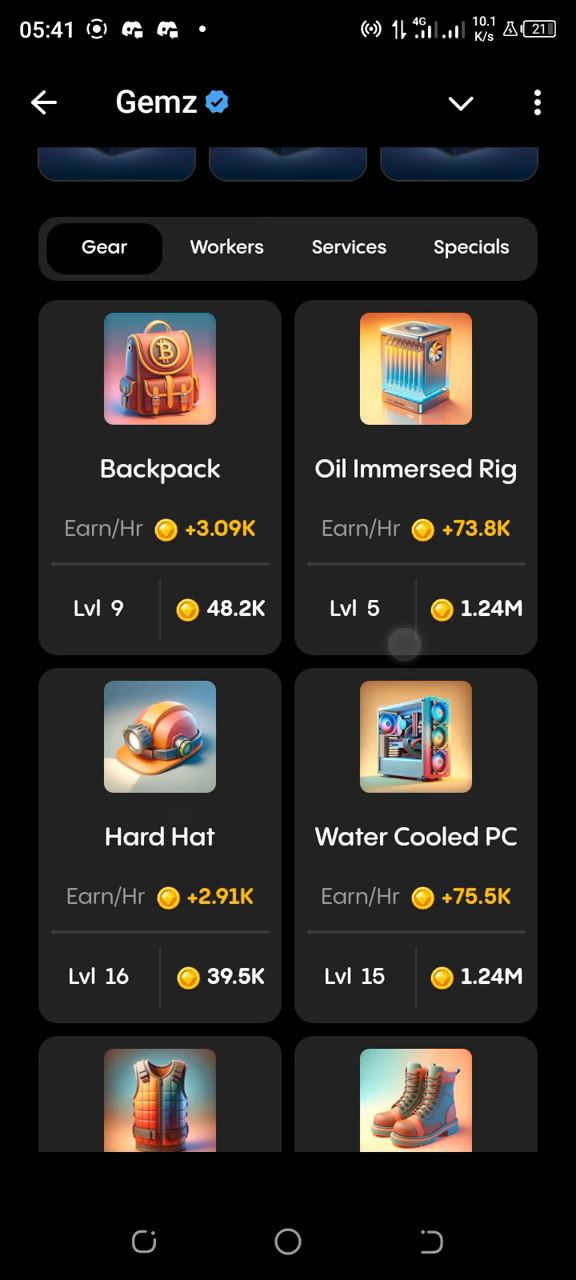 05:41 4G 10.1 K/s 21
Gemz
Gear Workers Services Specials
Backpack Oil Immersed Rig
Earn/Hr +3.09K Earn/Hr +73.8K
Lvl 9 48.2K Lvl 5 1.24M
Hard Hat Water Cooled PC
Earn/Hr +2.91K Earn/Hr +75.5K
Lvl 16 39.5K Lvl 15 1.24M